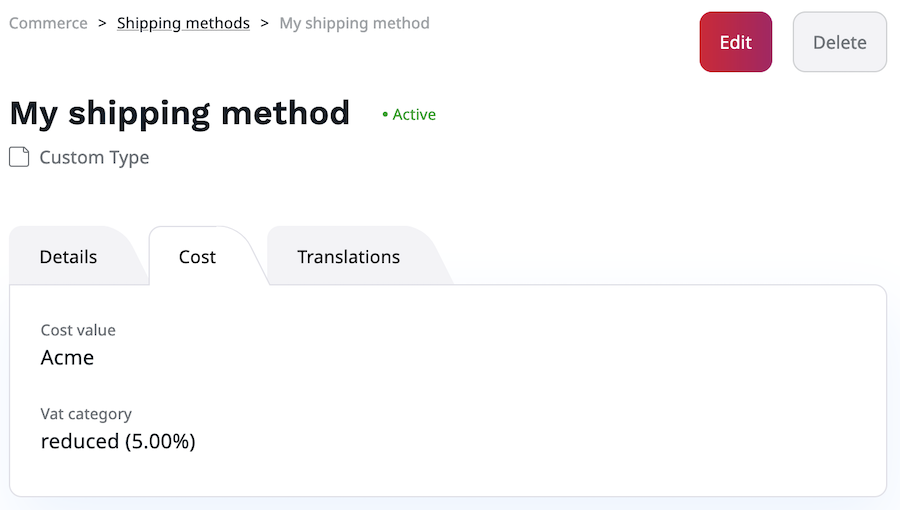 Commerce > Shipping methods > My shipping method
Edit
Delete
My shipping method
• Active
Custom Type
Details
Cost
Translations
Cost value
Acme
Vat category
reduced (5.00%)